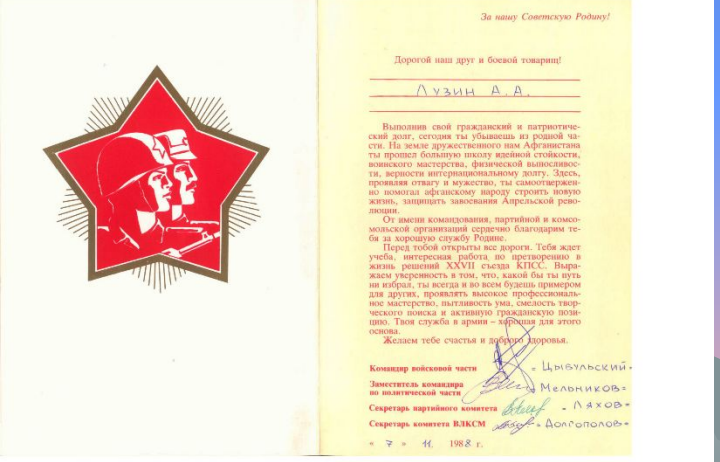 За нашу Советскую Родину!
Дорогой наш друг и боевой товарищ!
Лузин А.А.
Выполнив свой гражданский и патриотиче-
ский долг, сегодня ты убываешь из родной ча-
сти. На земле дружественного нам Афганистана
ты прошел большую школу идейной стойкости,
воинского мастерства, физической выносливос-
ти, верности интернациональному долгу. Здесь,
проявляя отвагу и мужество, ты самоотвержен-
но помогал афганскому народу строить новую
жизнь, защищать завоевания Апрельской рево-
люции.
От имени командования, партийной и комсо-
мольской организаций сердечно благодарим те-
бя за хорошую службу Родине.
Перед тобой открыты все дороги. Тебя ждет
учеба, интересная работа по претворению в
жизнь решений XXVII съезда КПСС. Выра-
жаем уверенность в том, что, какой бы ты путь
ни избрал, ты всегда и во всем будешь примером
для других, проявлять высокое профессиональ-
ное мастерство, пытливость ума, смелость твор-
ческого поиска и активную гражданскую пози-
цию. Твоя служба в армии – хорошая для этого
основа.
Желаем тебе счастья и доброго здоровья.
Командир войсковой части =Цыбульский=
Заместитель командира
по политической части =Мельников=
Секретарь партийного комитета =Ляхов=
Секретарь комитета ВЛКСМ =Долгополов=
« 7 » 11. 1988 г.